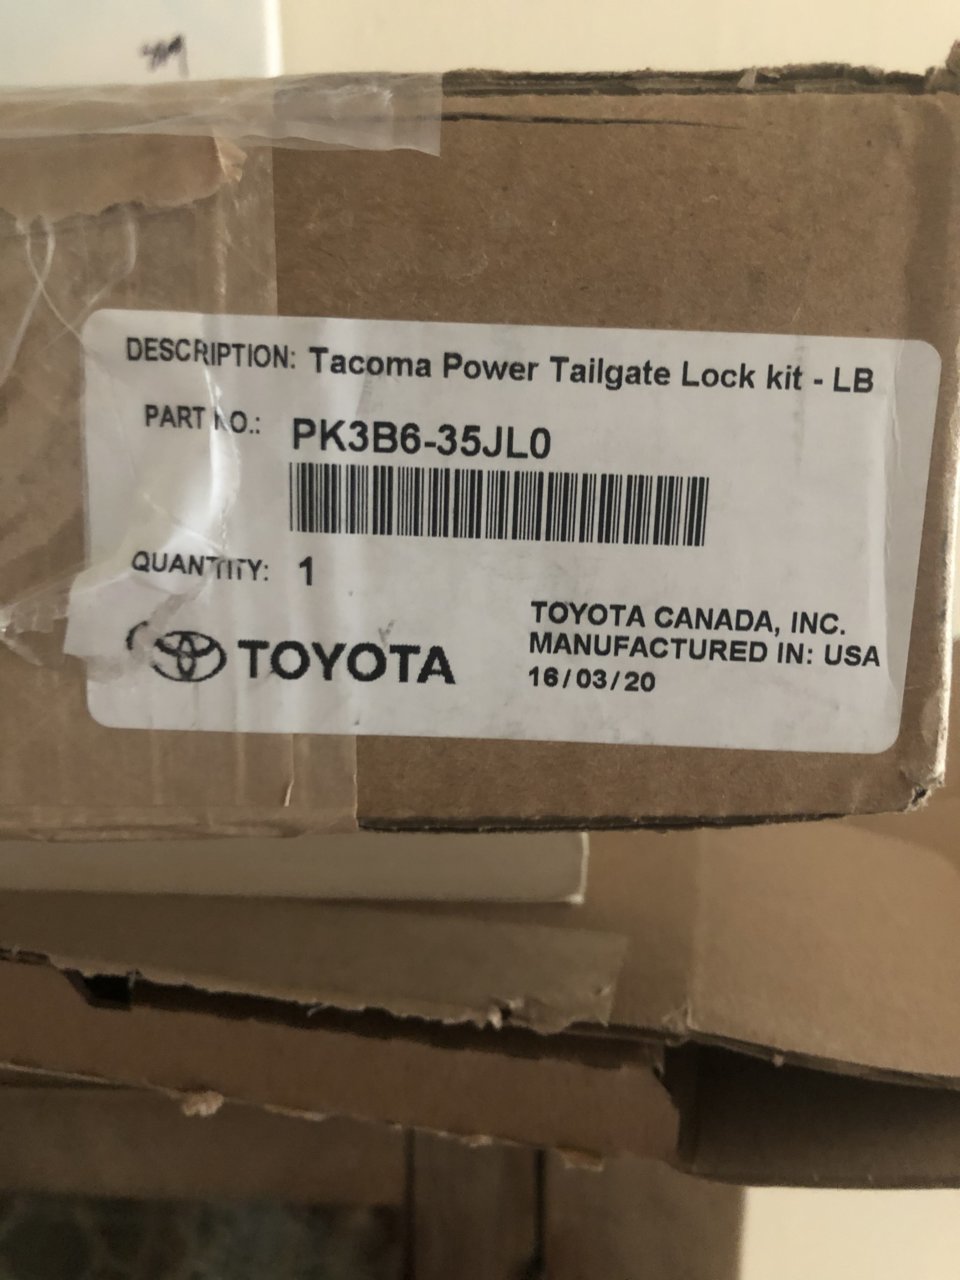 DESCRIPTION: Tacoma Power Tailgate Lock kit - LB
PART NO.: PK3B6-35JL0
QUANTITY: 1
TOYOTA
TOYOTA CANADA, INC.
MANUFACTURED IN: USA
16/03/20